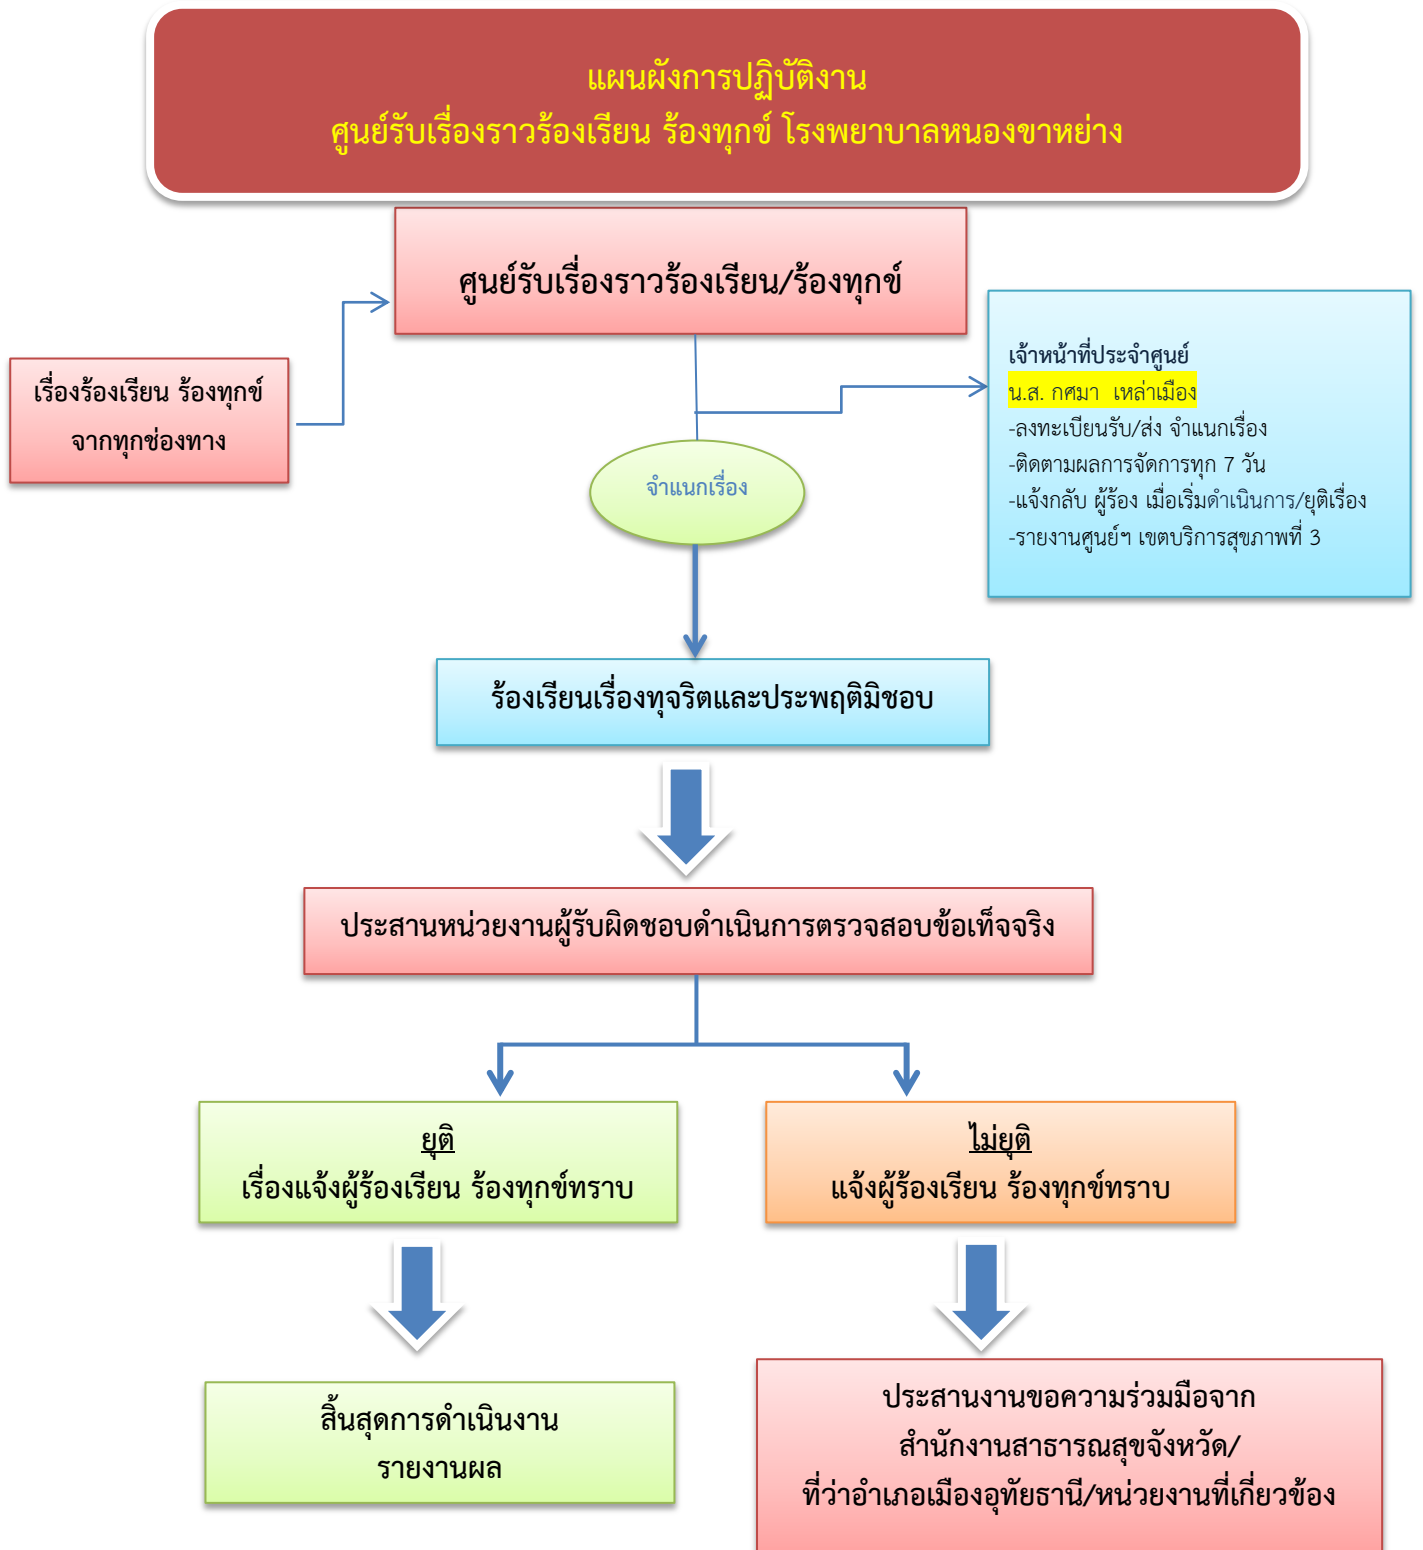 แผนผังการปฏิบัติงาน
ศูนย์รับเรื่องราวร้องเรียน ร้องทุกข์ โรงพยาบาลหนองขาหย่าง
ศูนย์รับเรื่องราวร้องเรียน/ร้องทุกข์
เรื่องร้องเรียน ร้องทุกข์
จากทุกช่องทาง
เจ้าหน้าที่ประจำศูนย์
น.ส. กศมา เหล่าเมือง
-ลงทะเบียนรับ/ส่ง จำแนกเรื่อง
-ติดตามผลการจัดการทุก 7 วัน
-แจ้งกลับ ผู้ร้อง เมื่อเริ่มดำเนินการ/ยุติเรื่อง
-รายงานศูนย์ฯ เขตบริการสุขภาพที่ 3
จำแนกเรื่อง
ร้องเรียนเรื่องทุจริตและประพฤติมิชอบ
ประสานหน่วยงานผู้รับผิดชอบดำเนินการตรวจสอบข้อเท็จจริง
ยุติ
เรื่องแจ้งผู้ร้องเรียน ร้องทุกข์ทราบ
ไม่ยุติ
แจ้งผู้ร้องเรียน ร้องทุกข์ทราบ
สิ้นสุดการดำเนินงาน
รายงานผล
ประสานงานขอความร่วมมือจาก
สำนักงานสาธารณสุขจังหวัด/
ที่ว่าอำเภอเมืองอุทัยธานี/หน่วยงานที่เกี่ยวข้อง